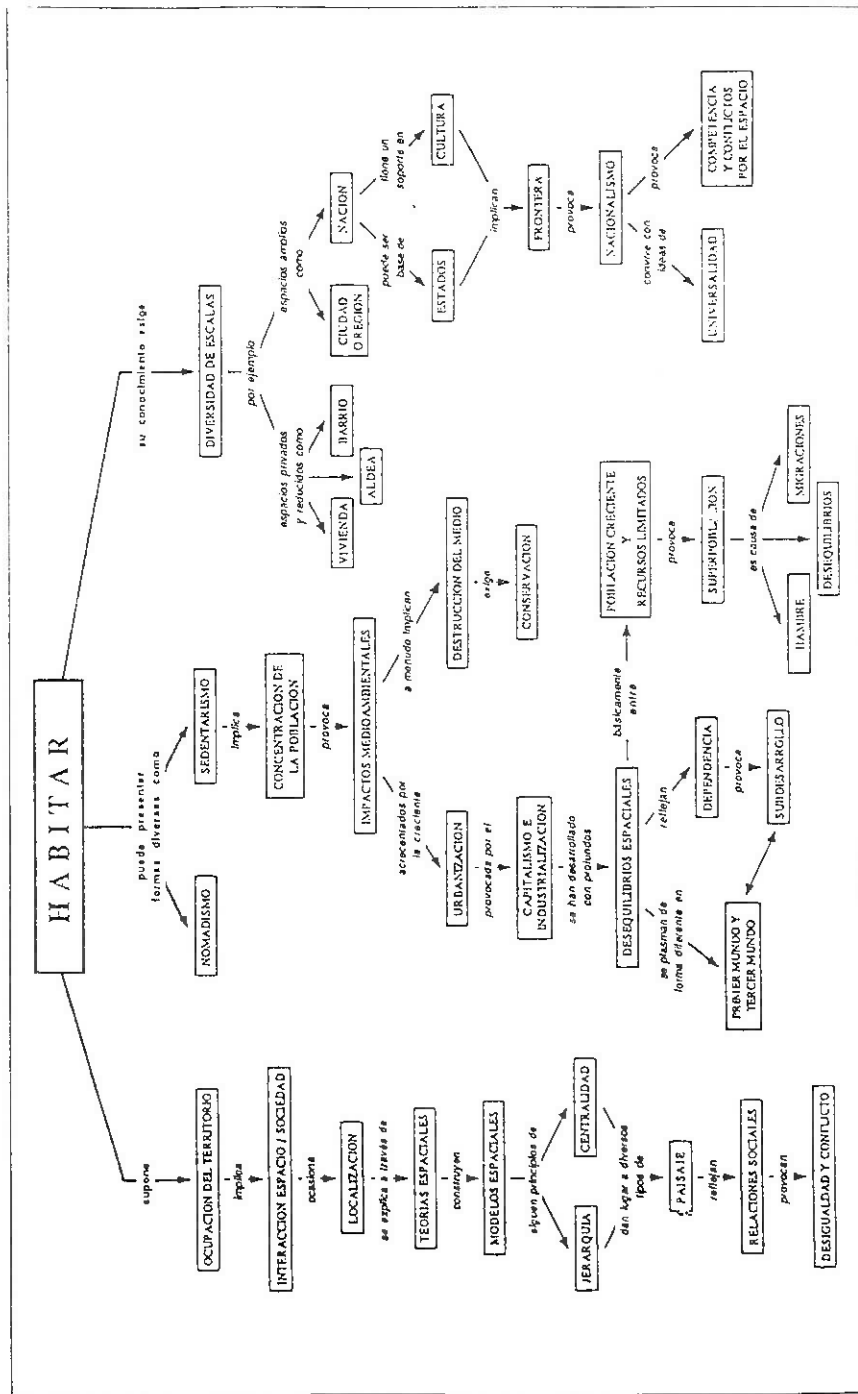 HABITAR
supone
OCUPACION DEL TERRITORIO
implica
INTERACCION ESPACIO / SOCIEDAD
ocasiona
LOCALIZACION
se explica a través de
TEORIAS ESPACIALES
construyen
MODELOS ESPACIALES
siguen principios de
JERARQUIA
CENTRALIDAD
dan lugar a diversos
tipos de
PAISAJE
reflejan
RELACIONES SOCIALES
provocan
DESIGUALDAD Y CONFLICTO
puede presentar
formas diversas como
NOMADISMO
SEDENTARISMO
implica
CONCENTRACION DE
LA POBLACION
provoca
IMPACTOS MEDIOAMBIENTALES
acrecentados por
la creciente
a menudo implican
URBANIZACION
provocada por el
CAPITALISMO E
INDUSTRIALIZACION
se han desarrollado
con profundos
DESEQUILIBRIOS ESPACIALES
se plasman de
forma diferente en
PRIMER MUNDO Y
TERCER MUNDO
reflejan
DEPENDENCIA
provoca
SUBDESARROLLO
DESTRUCCION DEL MEDIO
exige
CONSERVACION
básicamente
entre
POBLACION CRECIENTE
Y
RECURSOS LIMITADOS
provoca
SUPERPOBLACION
es causa de
HAMBRE
DESEQUILIBRIOS
MIGRACIONES
su conocimiento exige
DIVERSIDAD DE ESCALAS
por ejemplo
espacios privados
y reducidos como
VIVIENDA
ALDEA
BARRIO
espacios amplios
como
CIUDAD
O REGION
NACION
puede ser
base de
tiene un
soporte en
ESTADOS
CULTURA
implican
FRONTERA
provoca
NACIONALISMO
convive con
ideas de
provoca
UNIVERSALIDAD
COMPETENCIA
Y CONFLICTOS
POR EL ESPACIO